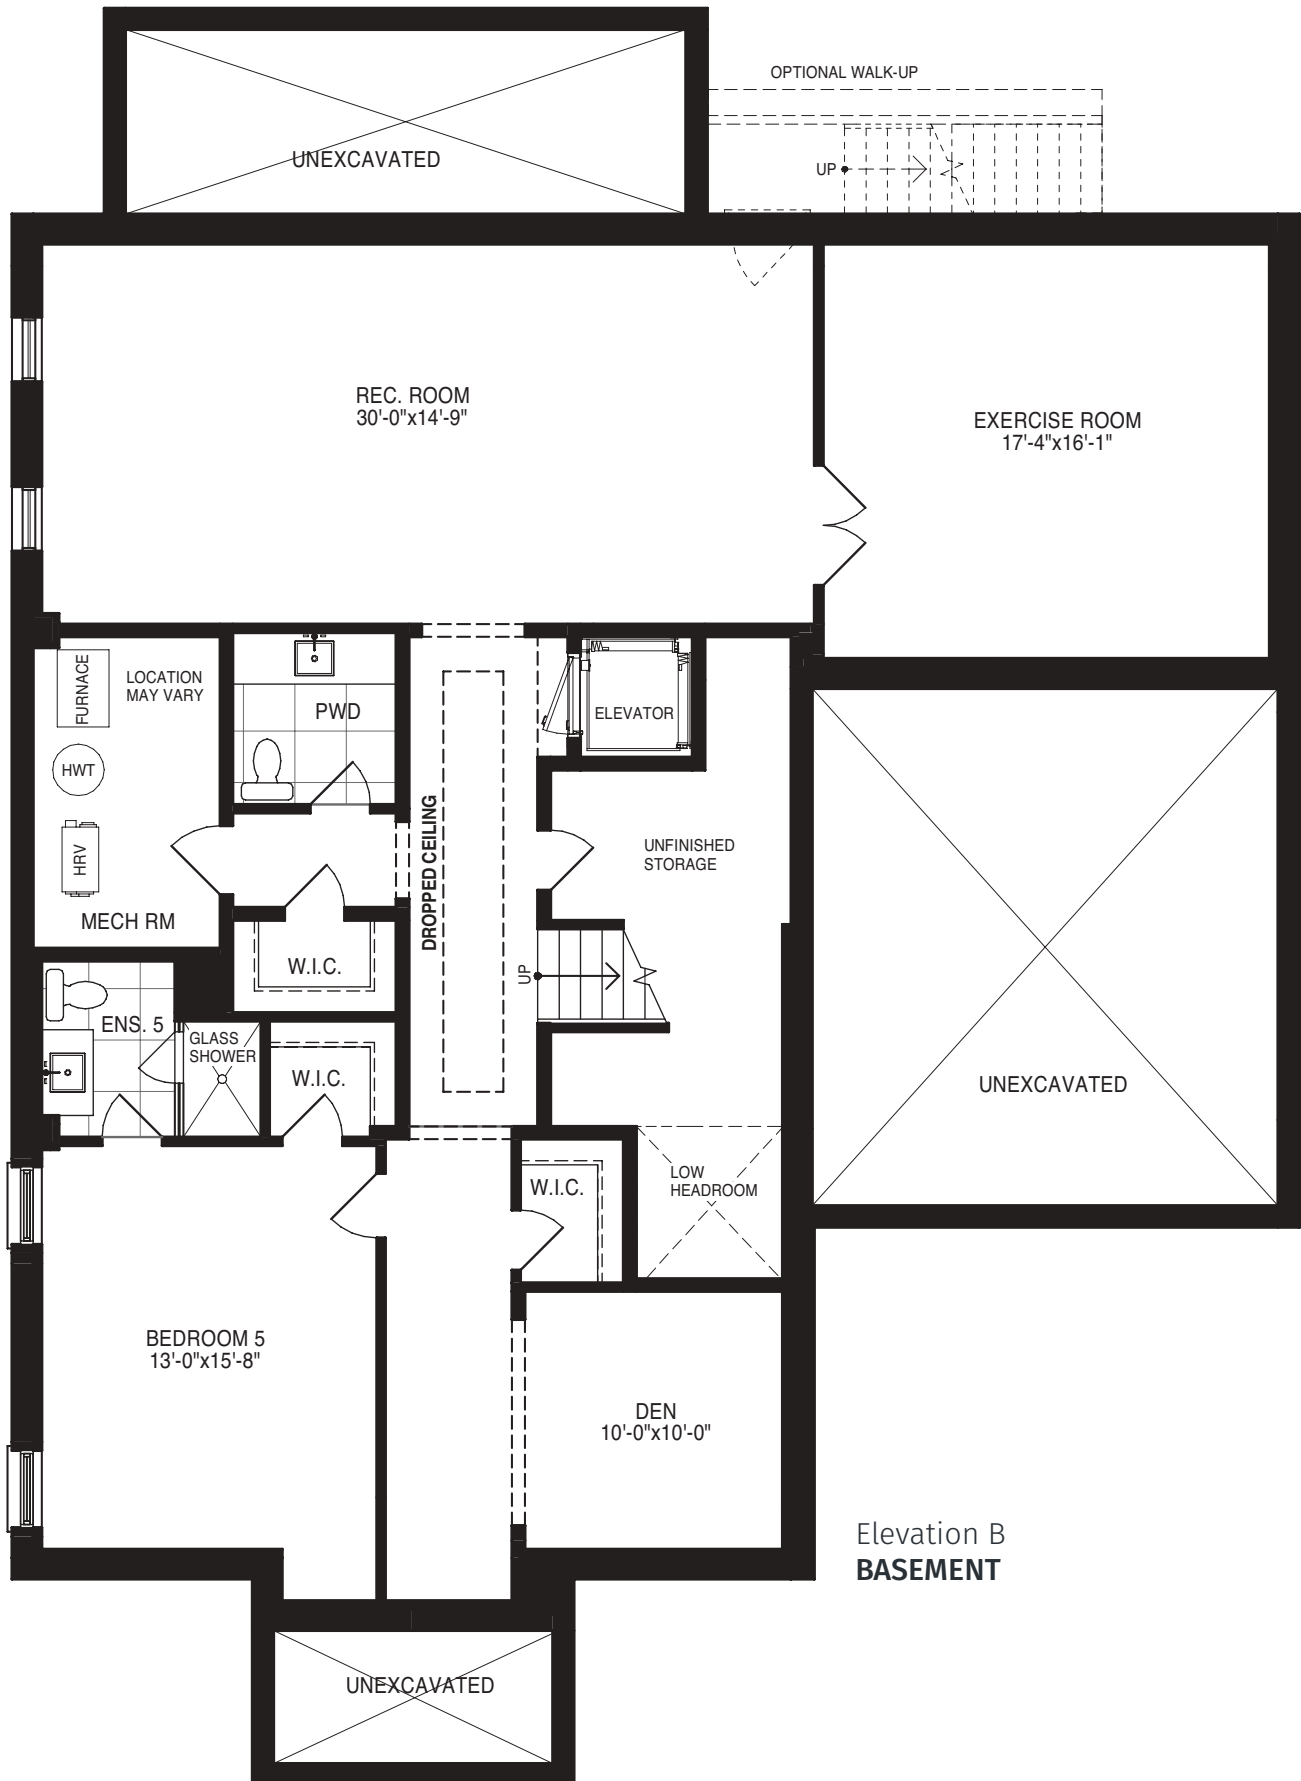 OPTIONAL WALK-UP
UNEXCAVATED
UP
REC. ROOM
30'-0"x14'-9"
EXERCISE ROOM
17'-4"x16'-1"
FURNACE
LOCATION
MAY VARY
PWD
ELEVATOR
HWT
DROPPED CEILING
HRV
UNFINISHED
STORAGE
MECH RM
W.I.C.
UP
ENS. 5
GLASS
SHOWER
W.I.C.
UNEXCAVATED
LOW
HEADROOM
W.I.C.
BEDROOM 5
13'-0"x15'-8"
DEN
10'-0"x10'-0"
Elevation B
BASEMENT
UNEXCAVATED